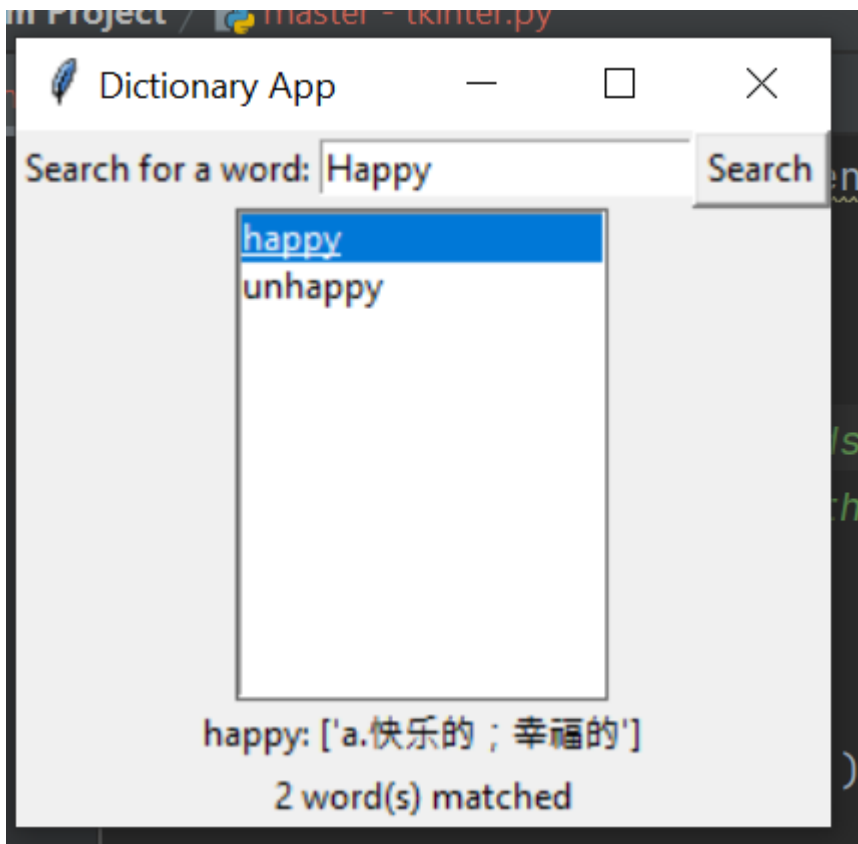 Project / master - tkinter.py
Dictionary App
Search for a word: Happy Search
happy
unhappy
happy: ['a.快乐的；幸福的']
2 word(s) matched
)